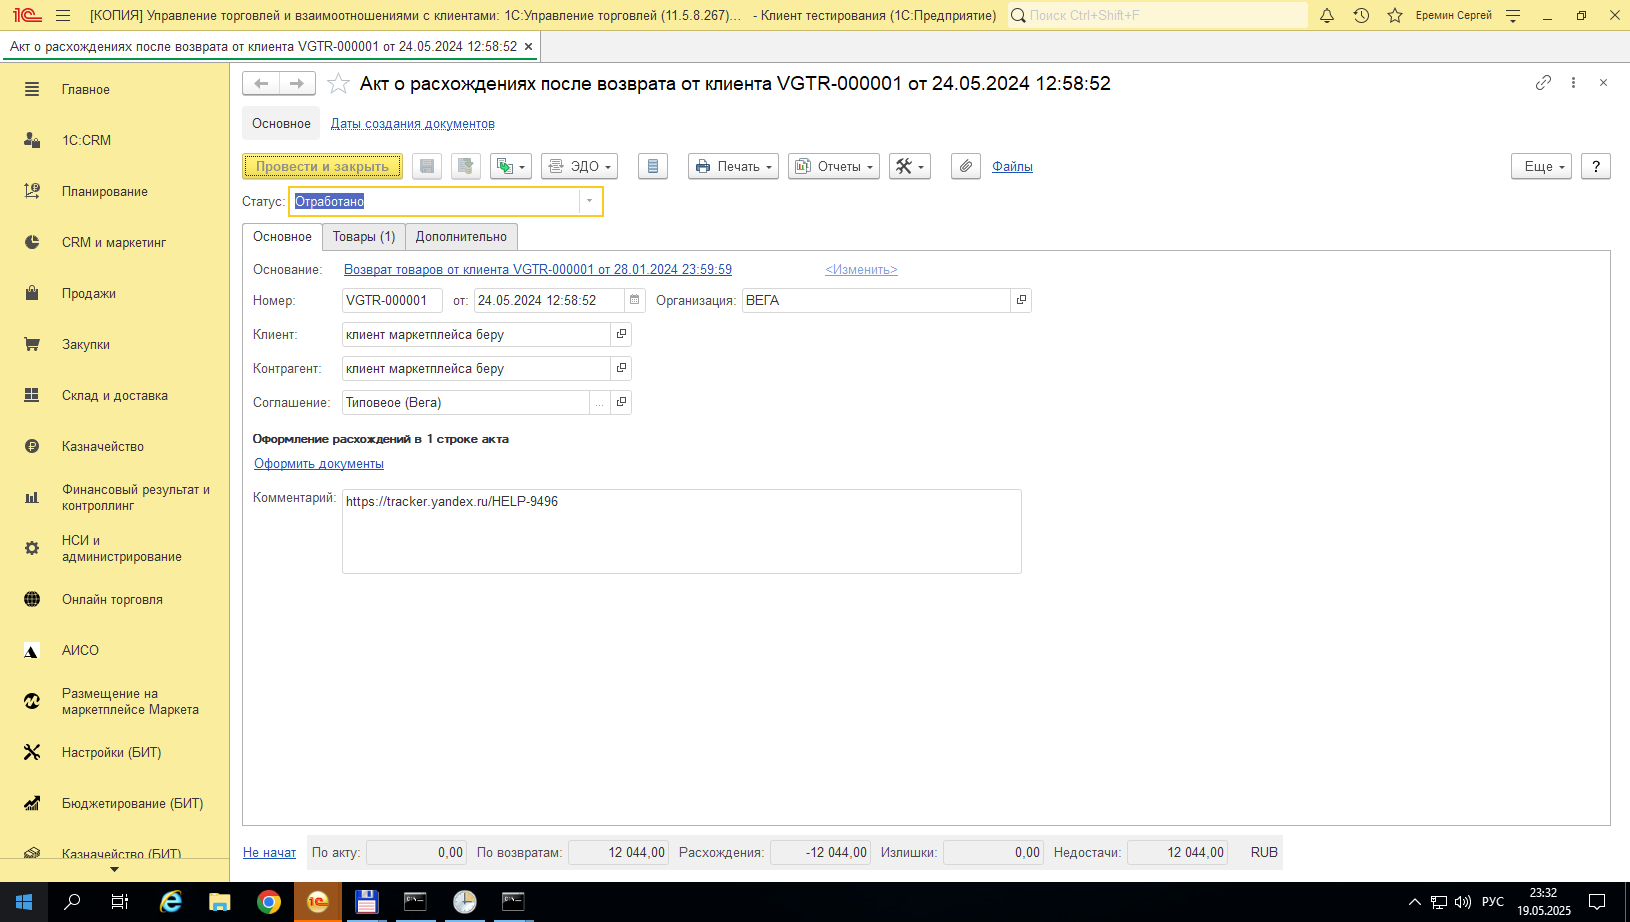 [КОПИЯ] Управление торговлей и взаимоотношениями с клиентами: 1С:Управление торговлей (11.5.8.267)... - Клиент тестирования (1С:Предприятие)
Поиск Ctrl+Shift+F
Еремин Сергей
Акт о расхождениях после возврата от клиента VGTR-000001 от 24.05.2024 12:58:52
Главное
1С:CRM
Планирование
CRM и маркетинг
Продажи
Закупки
Склад и доставка
Казначейство
Финансовый результат и
контроллинг
НСИ и
администрирование
Онлайн торговля
АИСО
Размещение на
маркетплейсе Маркета
Настройки (БИТ)
Бюджетирование (БИТ)
Казначейство (БИТ)
Акт о расхождениях после возврата от клиента VGTR-000001 от 24.05.2024 12:58:52
Основное Даты создания документов
Провести и закрыть ЭДО Печать Отчеты Файлы Еще ?
Статус: Отработано
Основное Товары (1) Дополнительно
Основание: Возврат товаров от клиента VGTR-000001 от 28.01.2024 23:59:59 <Изменить>
Номер: VGTR-000001 от: 24.05.2024 12:58:52 Организация: ВЕГА
Клиент: клиент маркетплейса беру
Контрагент: клиент маркетплейса беру
Соглашение: Типовеое (Вега) ...
Оформление расхождений в 1 строке акта
Оформить документы
Комментарий: https://tracker.yandex.ru/HELP-9496
Не начат По акту: 0,00 По возвратам: 12 044,00 Расхождения: -12 044,00 Излишки: 0,00 Недостачи: 12 044,00 RUB
РУС
23:32
19.05.2025